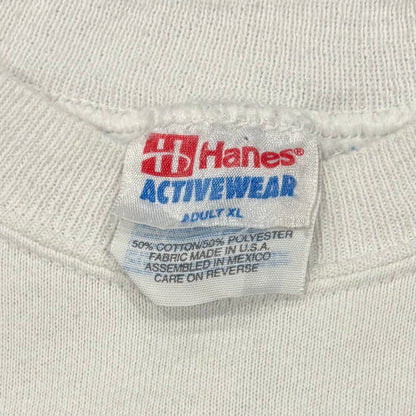 Hanes®
ACTIVEWEAR
ADULT XL
50% COTTON/50% POLYESTER
FABRIC MADE IN U.S.A.
ASSEMBLED IN MEXICO
CARE ON REVERSE